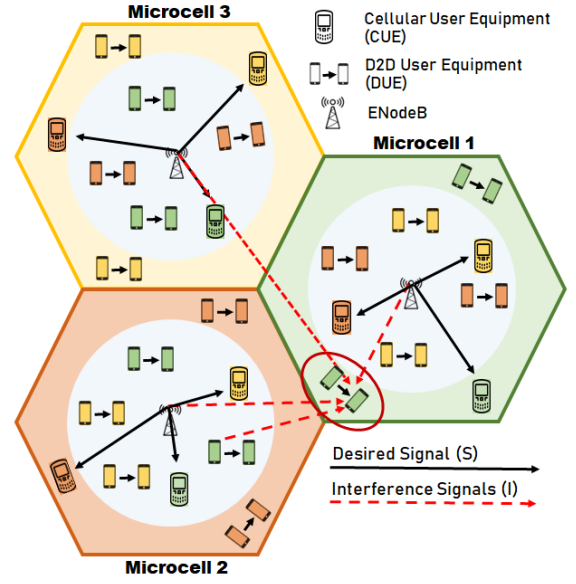 Microcell 3
Cellular User Equipment
(CUE)
D2D User Equipment
(DUE)
ENodeB
Microcell 1
Desired Signal (S)
Interference Signals (I)
Microcell 2